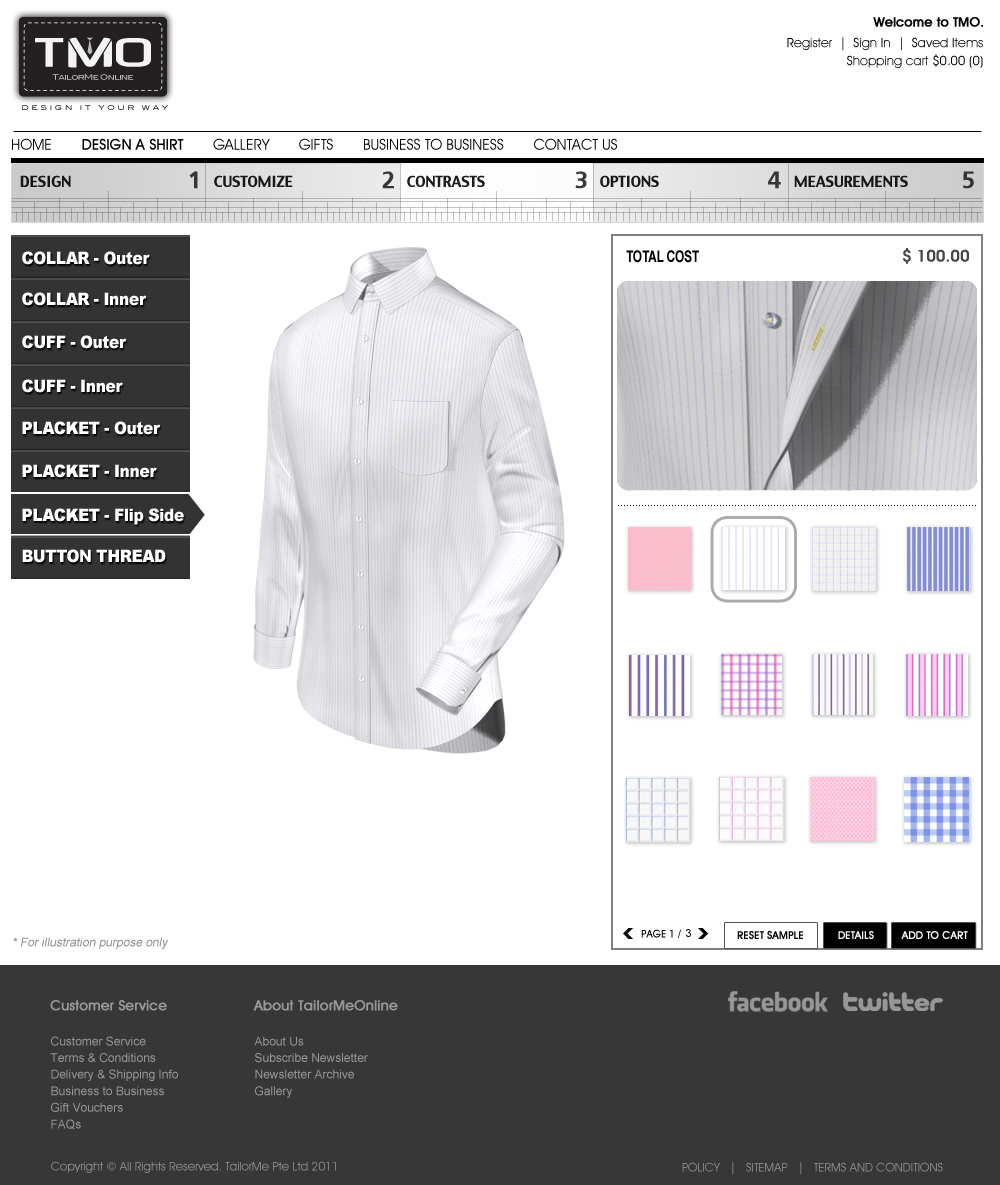 TMO
TAILORME ONLINE
DESIGN IT YOUR WAY
Welcome to TMO.
Register | Sign In | Saved Items
Shopping cart $0.00 (0)
HOME DESIGN A SHIRT GALLERY GIFTS BUSINESS TO BUSINESS CONTACT US
DESIGN 1 CUSTOMIZE 2 CONTRASTS 3 OPTIONS 4 MEASUREMENTS 5
COLLAR - Outer
COLLAR - Inner
CUFF - Outer
CUFF - Inner
PLACKET - Outer
PLACKET - Inner
PLACKET - Flip Side
BUTTON THREAD
TOTAL COST $ 100.00
PAGE 1 / 3 RESET SAMPLE DETAILS ADD TO CART
* For illustration purpose only
Customer Service
Customer Service
Terms & Conditions
Delivery & Shipping Info
Business to Business
Gift Vouchers
FAQs
About TailorMeOnline
About Us
Subscribe Newsletter
Newsletter Archive
Gallery
facebook twitter
Copyright © All Rights Reserved. TailorMe Pte Ltd 2011
POLICY | SITEMAP | TERMS AND CONDITIONS